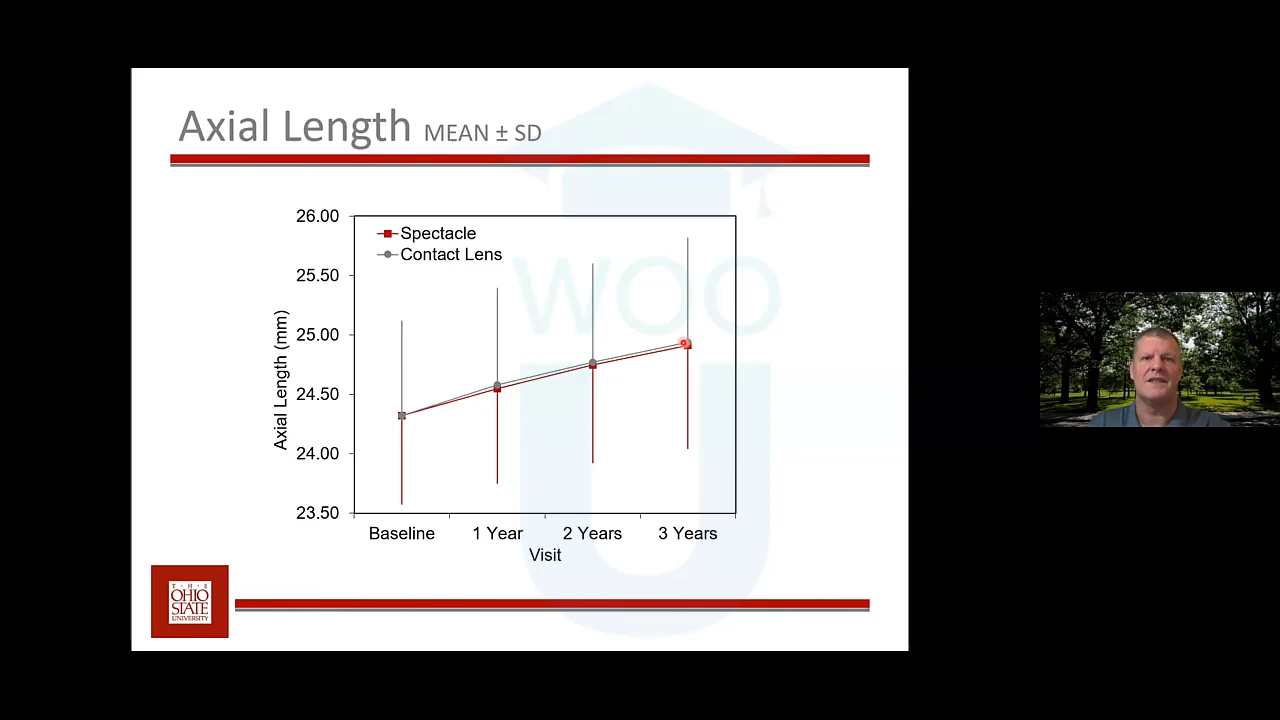 Axial Length MEAN ± SD
26.00
25.50
25.00
24.50
24.00
23.50
Axial Length (mm)
Spectacle
Contact Lens
WOO
U
Baseline 1 Year 2 Years 3 Years
Visit
T · H · E
OHIO
STATE
UNIVERSITY